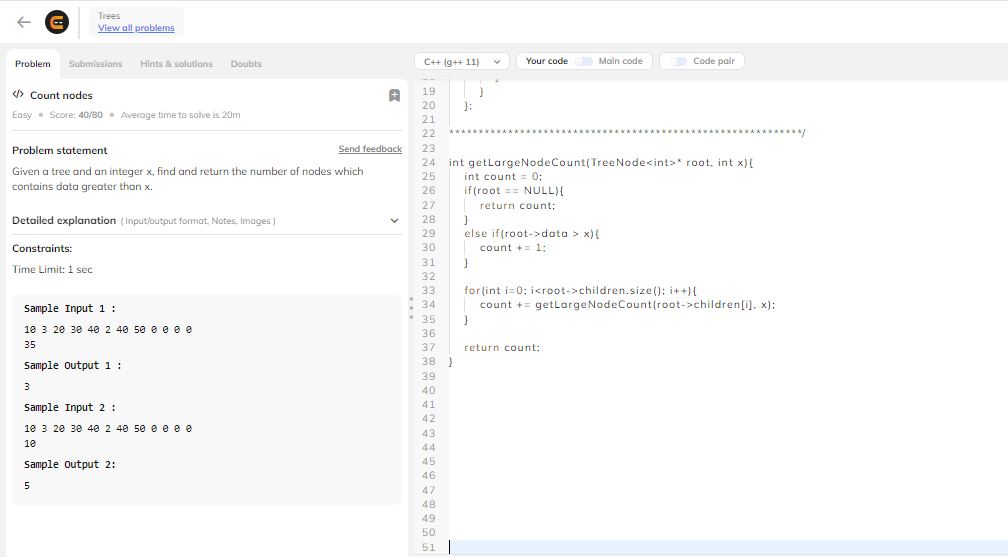 Trees
View all problems
Problem Submissions Hints & solutions Doubts
</> Count nodes
Easy • Score: 40/80 • Average time to solve is 20m
Problem statement Send feedback
Given a tree and an integer x, find and return the number of nodes which
contains data greater than x.
Detailed explanation ( Input/output format, Notes, Images )
Constraints:
Time Limit: 1 sec
Sample Input 1 :
10 3 20 30 40 2 40 50 0 0 0 0
35
Sample Output 1 :
3
Sample Input 2 :
10 3 20 30 40 2 40 50 0 0 0 0
10
Sample Output 2:
5
C++ (g++ 11) Your code Main code Code pair
19 }
20 };
21
22 ************************************************************/
23
24 int getLargeNodeCount(TreeNode<int>* root, int x){
25 int count = 0;
26 if(root == NULL){
27 return count;
28 }
29 else if(root->data > x){
30 count += 1;
31 }
32
33 for(int i=0; i<root->children.size(); i++){
34 count += getLargeNodeCount(root->children[i], x);
35 }
36
37 return count;
38 }
39
40
41
42
43
44
45
46
47
48
49
50
51